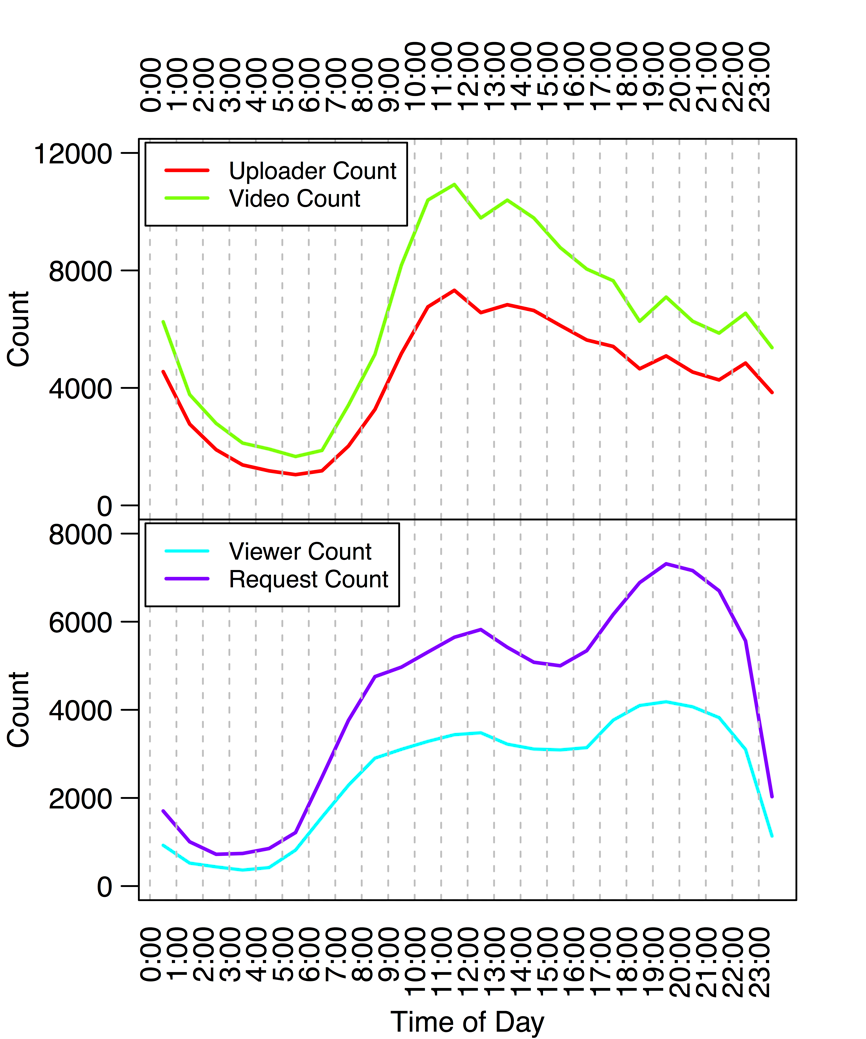 0:00 1:00 2:00 3:00 4:00 5:00 6:00 7:00 8:00 9:00 10:00 11:00 12:00 13:00 14:00 15:00 16:00 17:00 18:00 19:00 20:00 21:00 22:00 23:00
12000
Uploader Count
Video Count
8000
Count
4000
0
8000
Viewer Count
Request Count
6000
Count
4000
2000
0
0:00 1:00 2:00 3:00 4:00 5:00 6:00 7:00 8:00 9:00 10:00 11:00 12:00 13:00 14:00 15:00 16:00 17:00 18:00 19:00 20:00 21:00 22:00 23:00
Time of Day